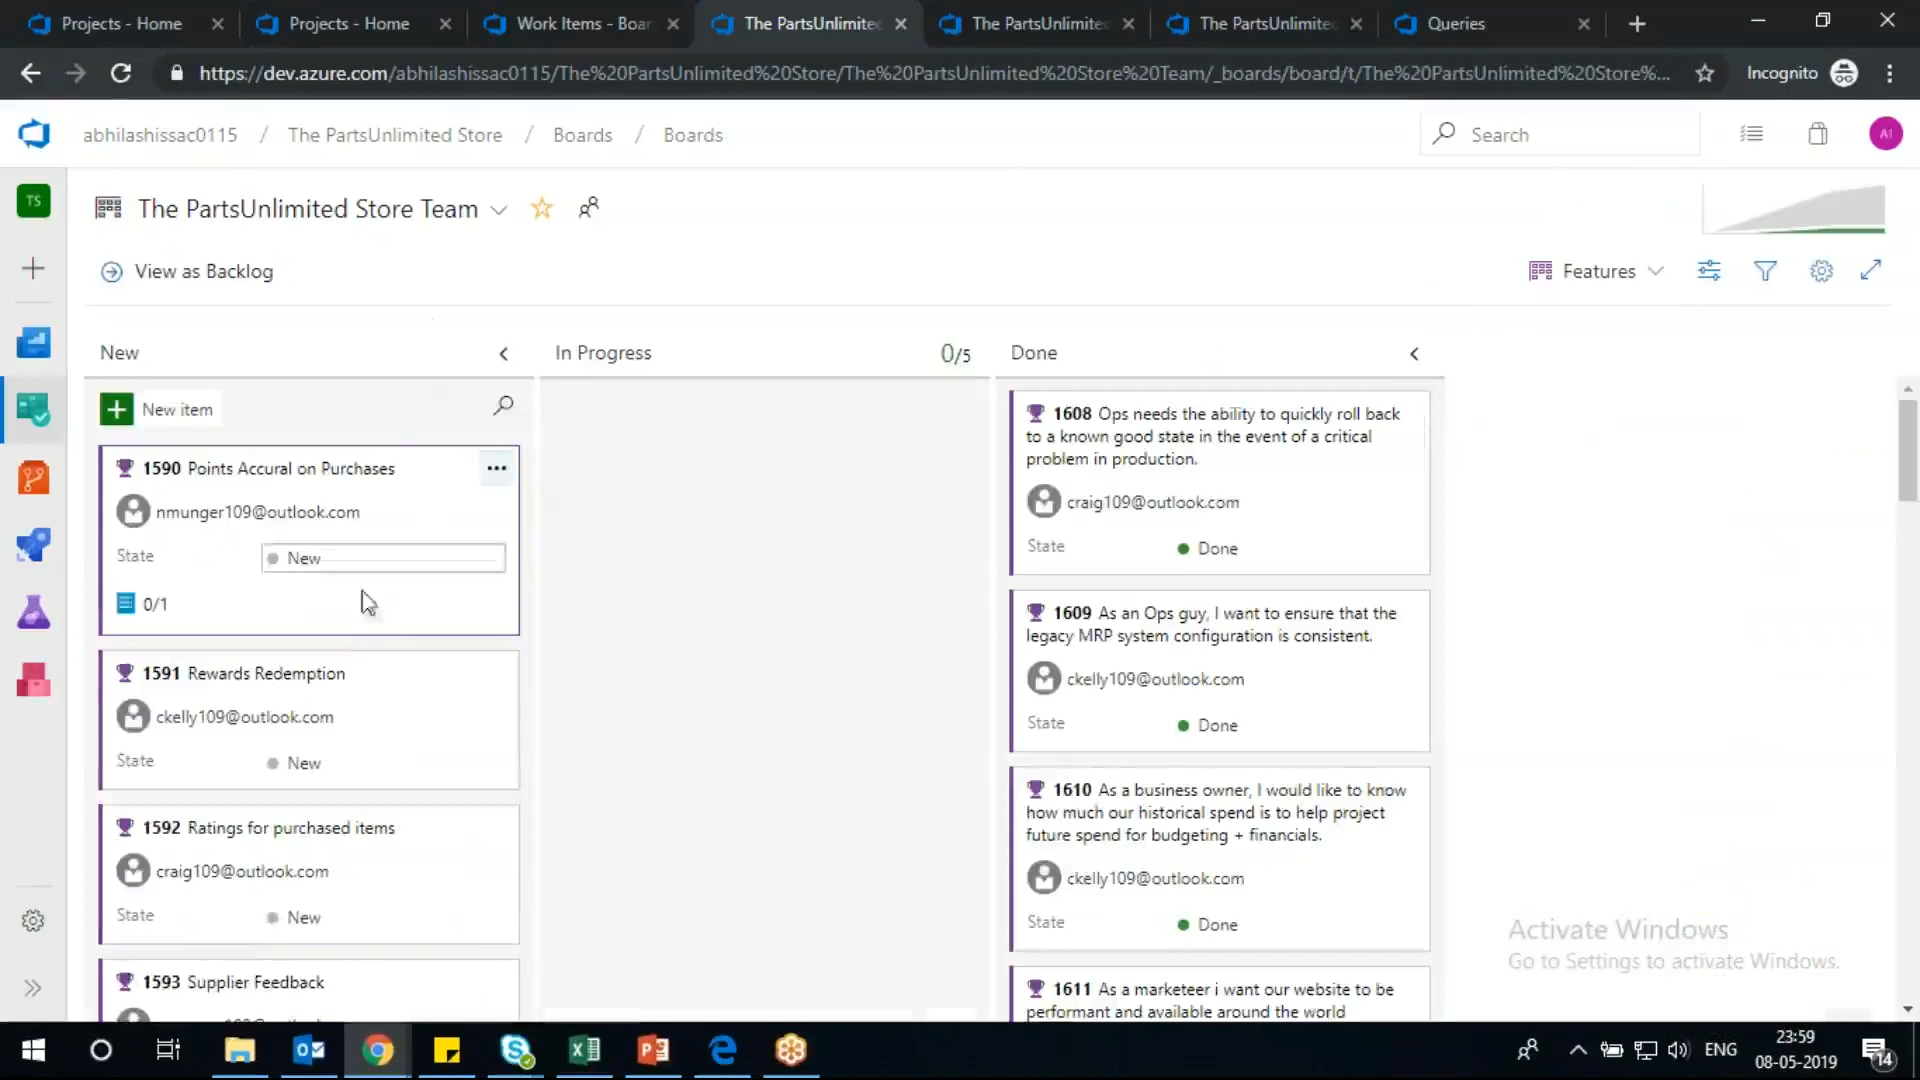 Projects - Home
Projects - Home
Work Items - Boar
The PartsUnlimited
The PartsUnlimited
The PartsUnlimited
Queries
https://dev.azure.com/abhilashissac0115/The%20PartsUnlimited%20Store/The%20PartsUnlimited%20Store%20Team/_boards/board/t/The%20PartsUnlimited%20Store%...
Incognito
abhilashissac0115 / The PartsUnlimited Store / Boards / Boards
Search
AI
TS
The PartsUnlimited Store Team
View as Backlog
Features
New
In Progress
0/5
Done
New item
1590 Points Accural on Purchases
nmunger109@outlook.com
State
New
0/1
1591 Rewards Redemption
ckelly109@outlook.com
State
New
1592 Ratings for purchased items
craig109@outlook.com
State
New
1593 Supplier Feedback
1608 Ops needs the ability to quickly roll back
to a known good state in the event of a critical
problem in production.
craig109@outlook.com
State
Done
1609 As an Ops guy, I want to ensure that the
legacy MRP system configuration is consistent.
ckelly109@outlook.com
State
Done
1610 As a business owner, I would like to know
how much our historical spend is to help project
future spend for budgeting + financials.
ckelly109@outlook.com
State
Done
1611 As a marketeer i want our website to be
performant and available around the world
Activate Windows
Go to Settings to activate Windows.
ENG
23:59
08-05-2019
14